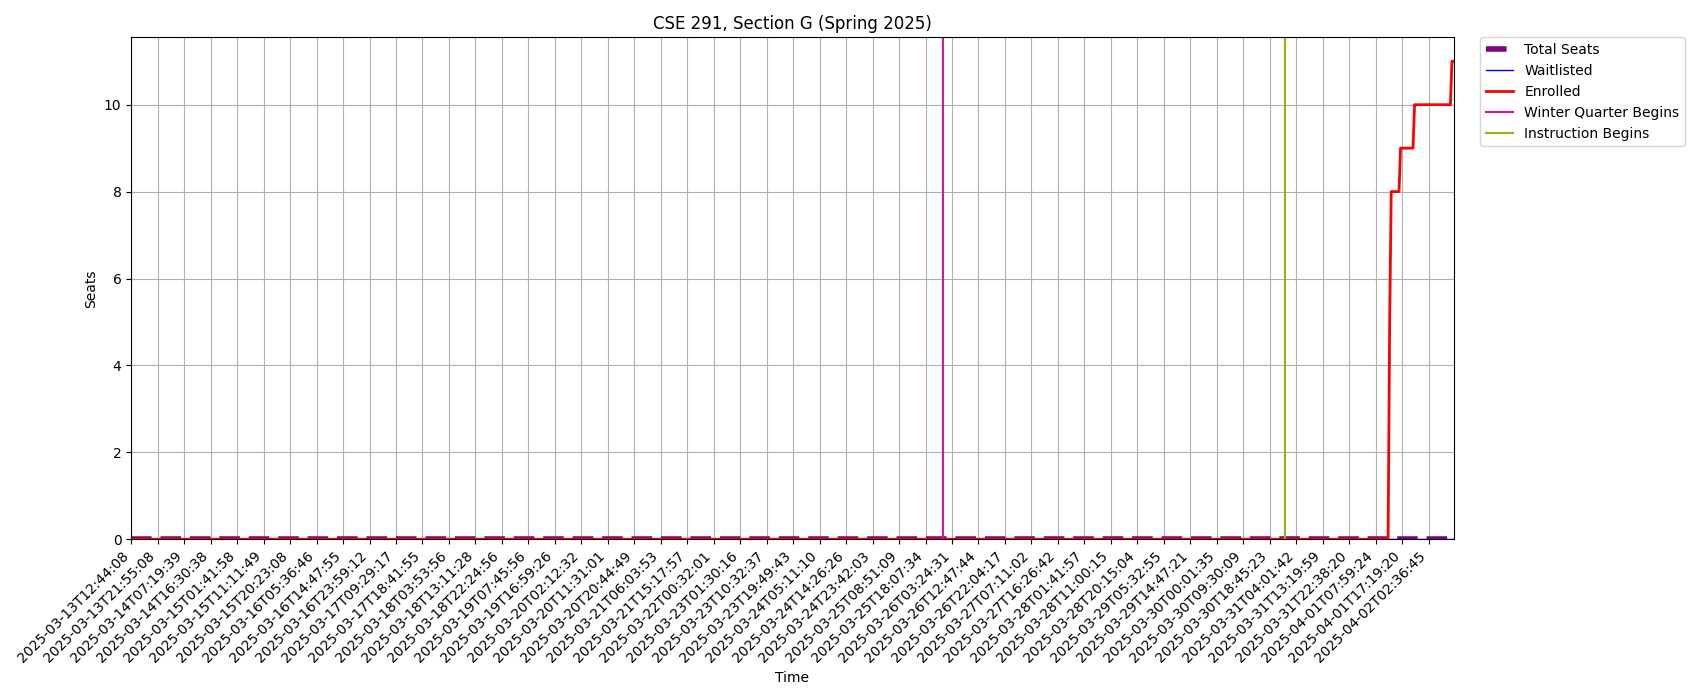 CSE 291, Section G (Spring 2025)
Total Seats
Waitlisted
Enrolled
Winter Quarter Begins
Instruction Begins
Seats
10
8
6
4
2
0
2025-03-13T12:44:08
2025-03-13T21:55:08
2025-03-14T07:19:39
2025-03-14T16:30:38
2025-03-15T01:41:58
2025-03-15T11:11:49
2025-03-15T20:23:08
2025-03-16T05:36:46
2025-03-16T14:47:55
2025-03-16T23:59:12
2025-03-17T09:29:17
2025-03-17T18:41:55
2025-03-18T03:53:56
2025-03-18T13:11:28
2025-03-18T22:24:56
2025-03-19T07:45:56
2025-03-19T16:59:26
2025-03-20T02:12:32
2025-03-20T11:31:01
2025-03-20T20:44:49
2025-03-21T06:03:53
2025-03-21T15:17:57
2025-03-22T00:32:01
2025-03-23T01:30:16
2025-03-23T10:32:37
2025-03-23T19:49:43
2025-03-24T05:11:10
2025-03-24T14:26:26
2025-03-24T23:42:03
2025-03-25T08:51:09
2025-03-25T18:07:34
2025-03-26T03:24:31
2025-03-26T12:47:44
2025-03-26T22:04:17
2025-03-27T07:11:02
2025-03-27T16:26:42
2025-03-28T01:41:57
2025-03-28T11:00:15
2025-03-28T20:15:04
2025-03-29T05:32:55
2025-03-29T14:47:21
2025-03-30T00:01:35
2025-03-30T09:30:09
2025-03-30T18:45:23
2025-03-31T04:01:42
2025-03-31T13:19:59
2025-03-31T22:38:20
2025-04-01T07:59:24
2025-04-01T17:19:20
2025-04-02T02:36:45
Time